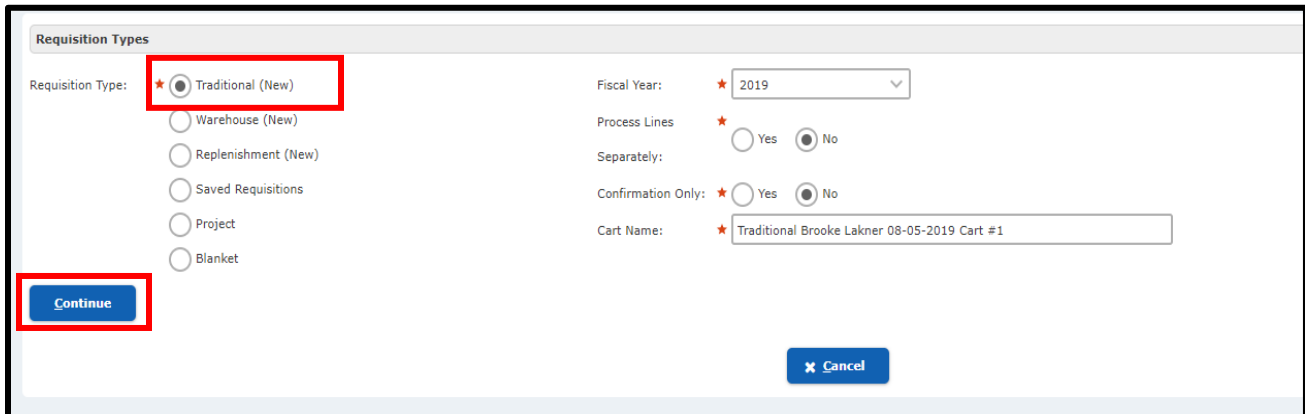 Requisition Types
Requisition Type: ★ Traditional (New)
Warehouse (New)
Replenishment (New)
Saved Requisitions
Project
Blanket
Fiscal Year: ★ 2019
Process Lines ★
Separately:
Yes No
Confirmation Only: ★ Yes No
Cart Name: ★ Traditional Brooke Lakner 08-05-2019 Cart #1
Continue
Cancel